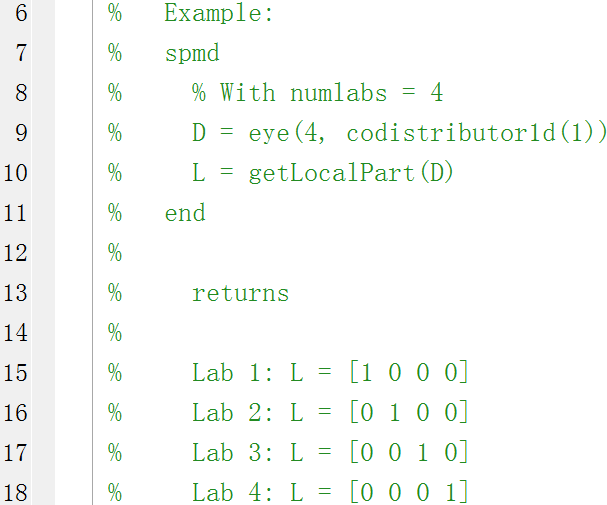 6 % Example:
7 % spmd
8 % % With numlabs = 4
9 % D = eye(4, codistributor1d(1))
10 % L = getLocalPart(D)
11 % end
12 %
13 % returns
14 %
15 % Lab 1: L = [1 0 0 0]
16 % Lab 2: L = [0 1 0 0]
17 % Lab 3: L = [0 0 1 0]
18 % Lab 4: L = [0 0 0 1]